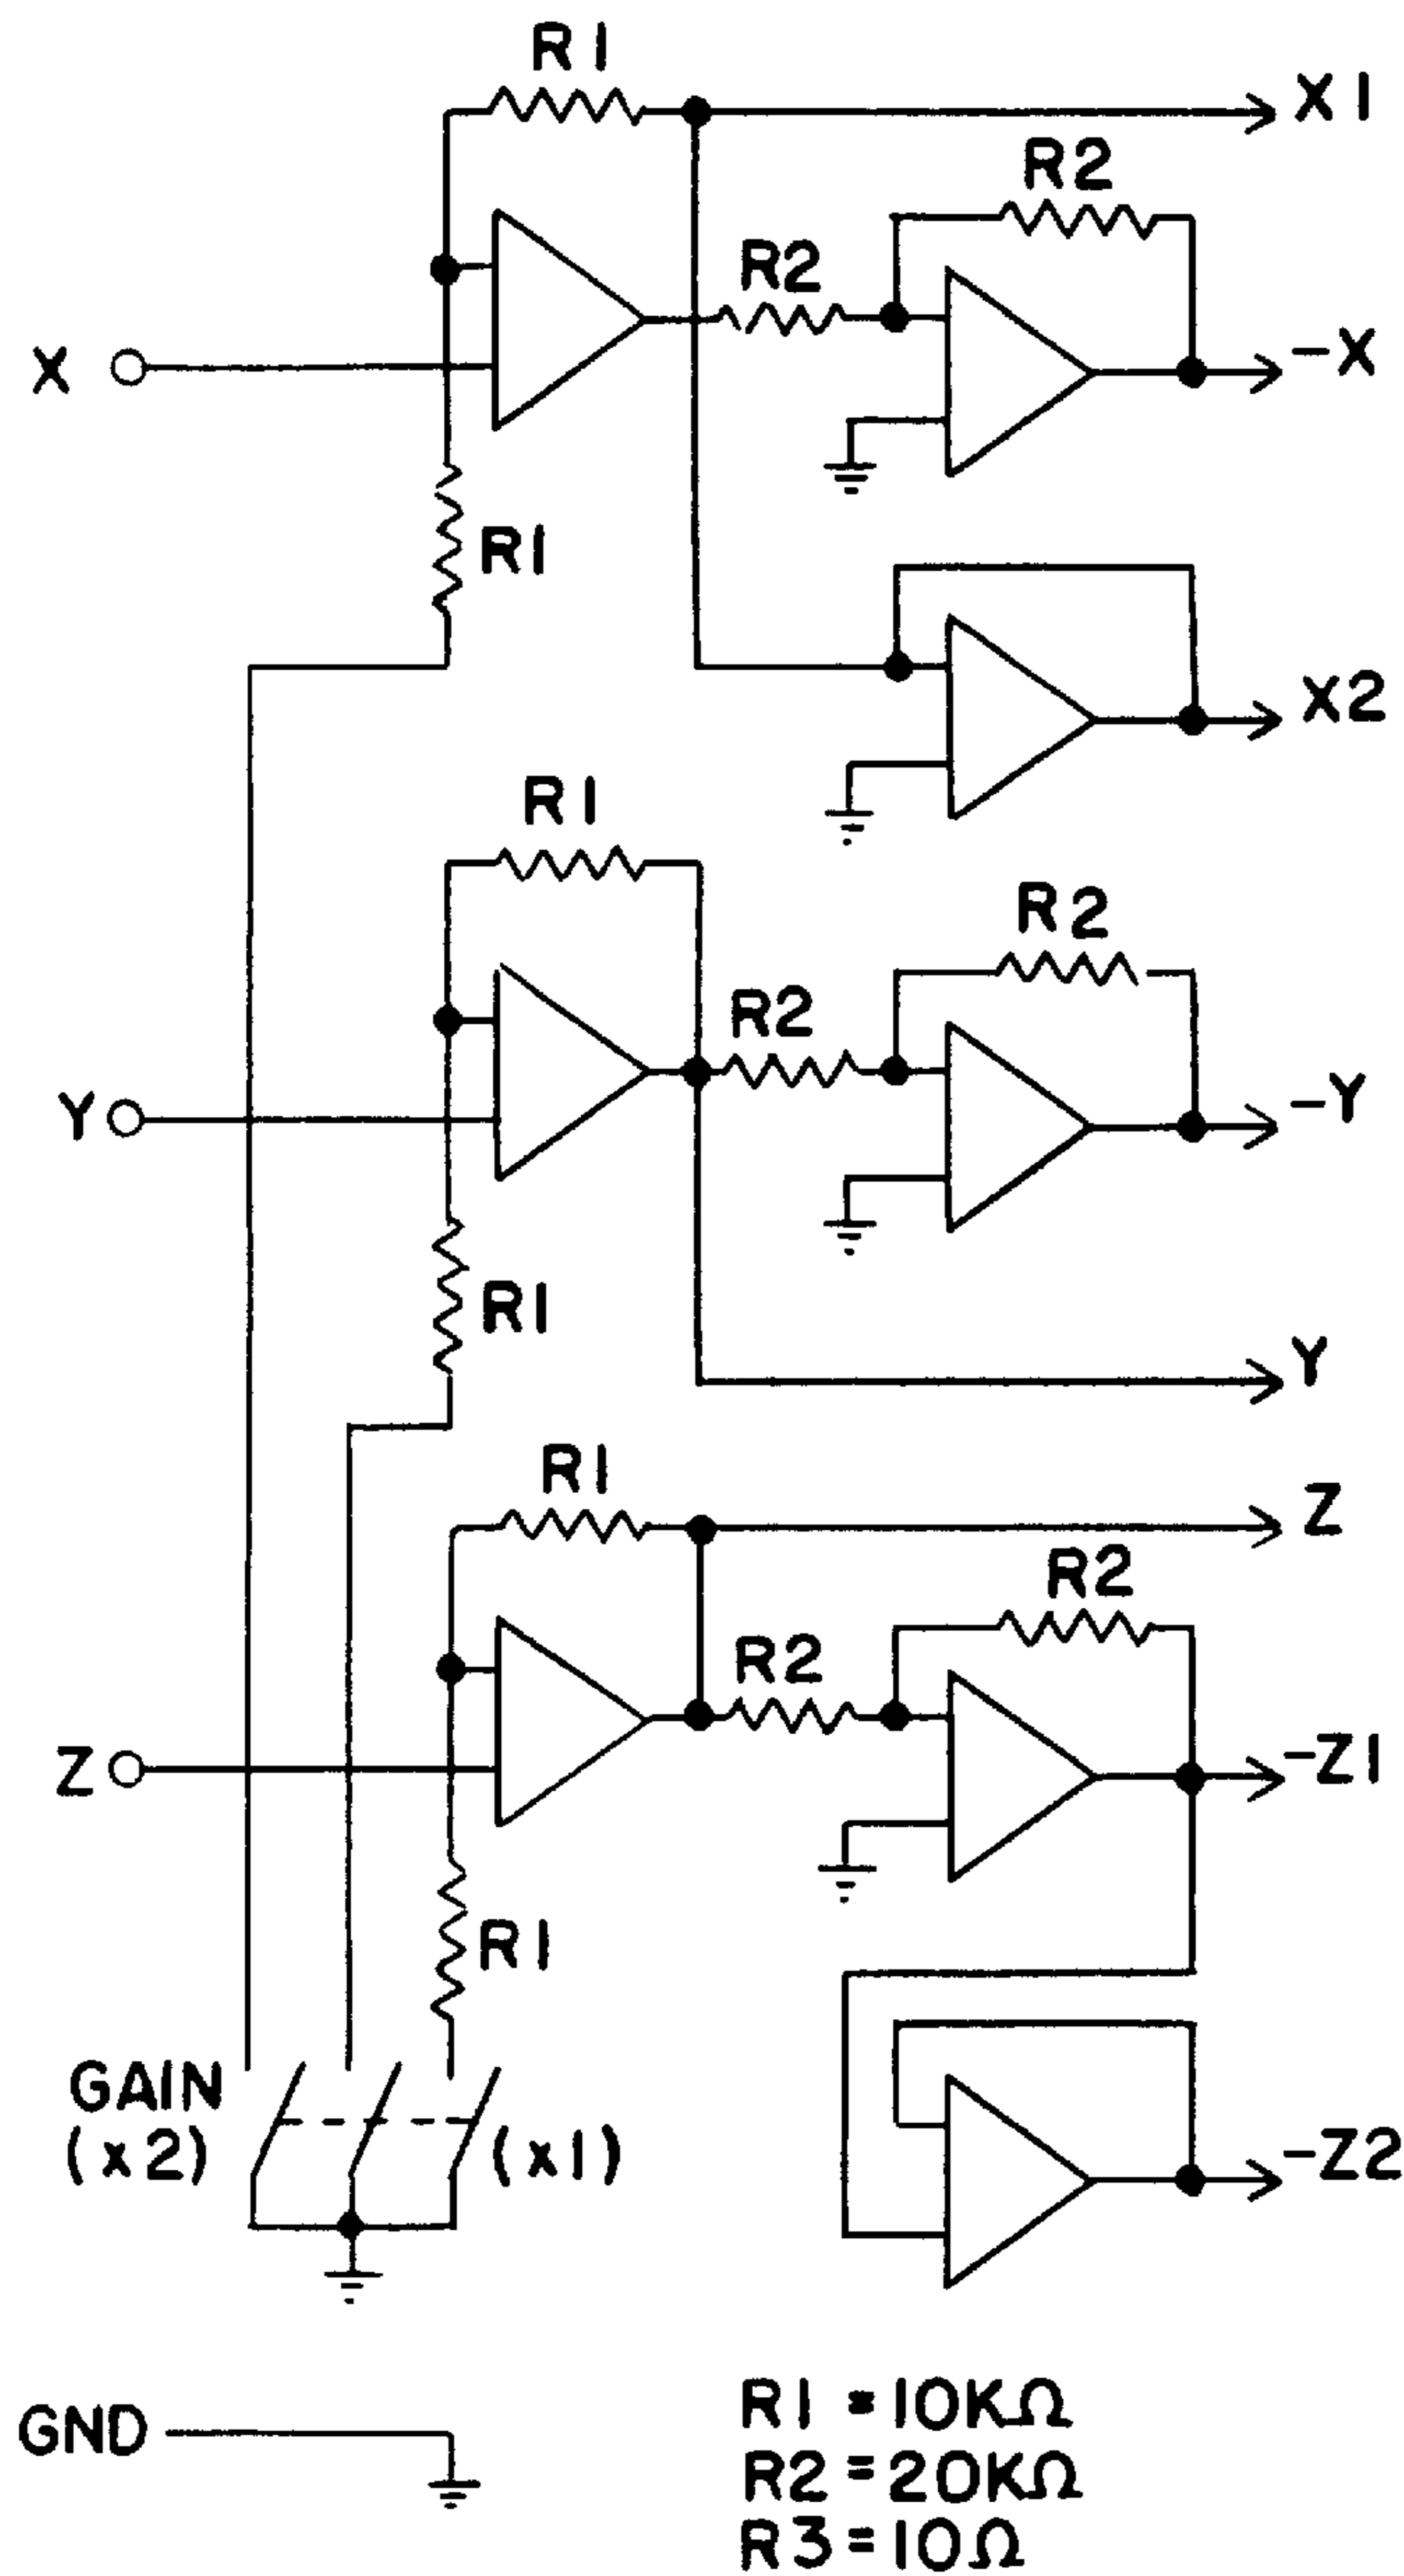 R1
X1
R2
R2
X
-X
R1
X2
R1
R2
R2
Y
-Y
R1
Y
R1
Z
R2
R2
Z
-Z1
R1
GAIN
(x2)
(x1)
-Z2
GND
R1 = 10KΩ
R2 = 20KΩ
R3 = 10Ω